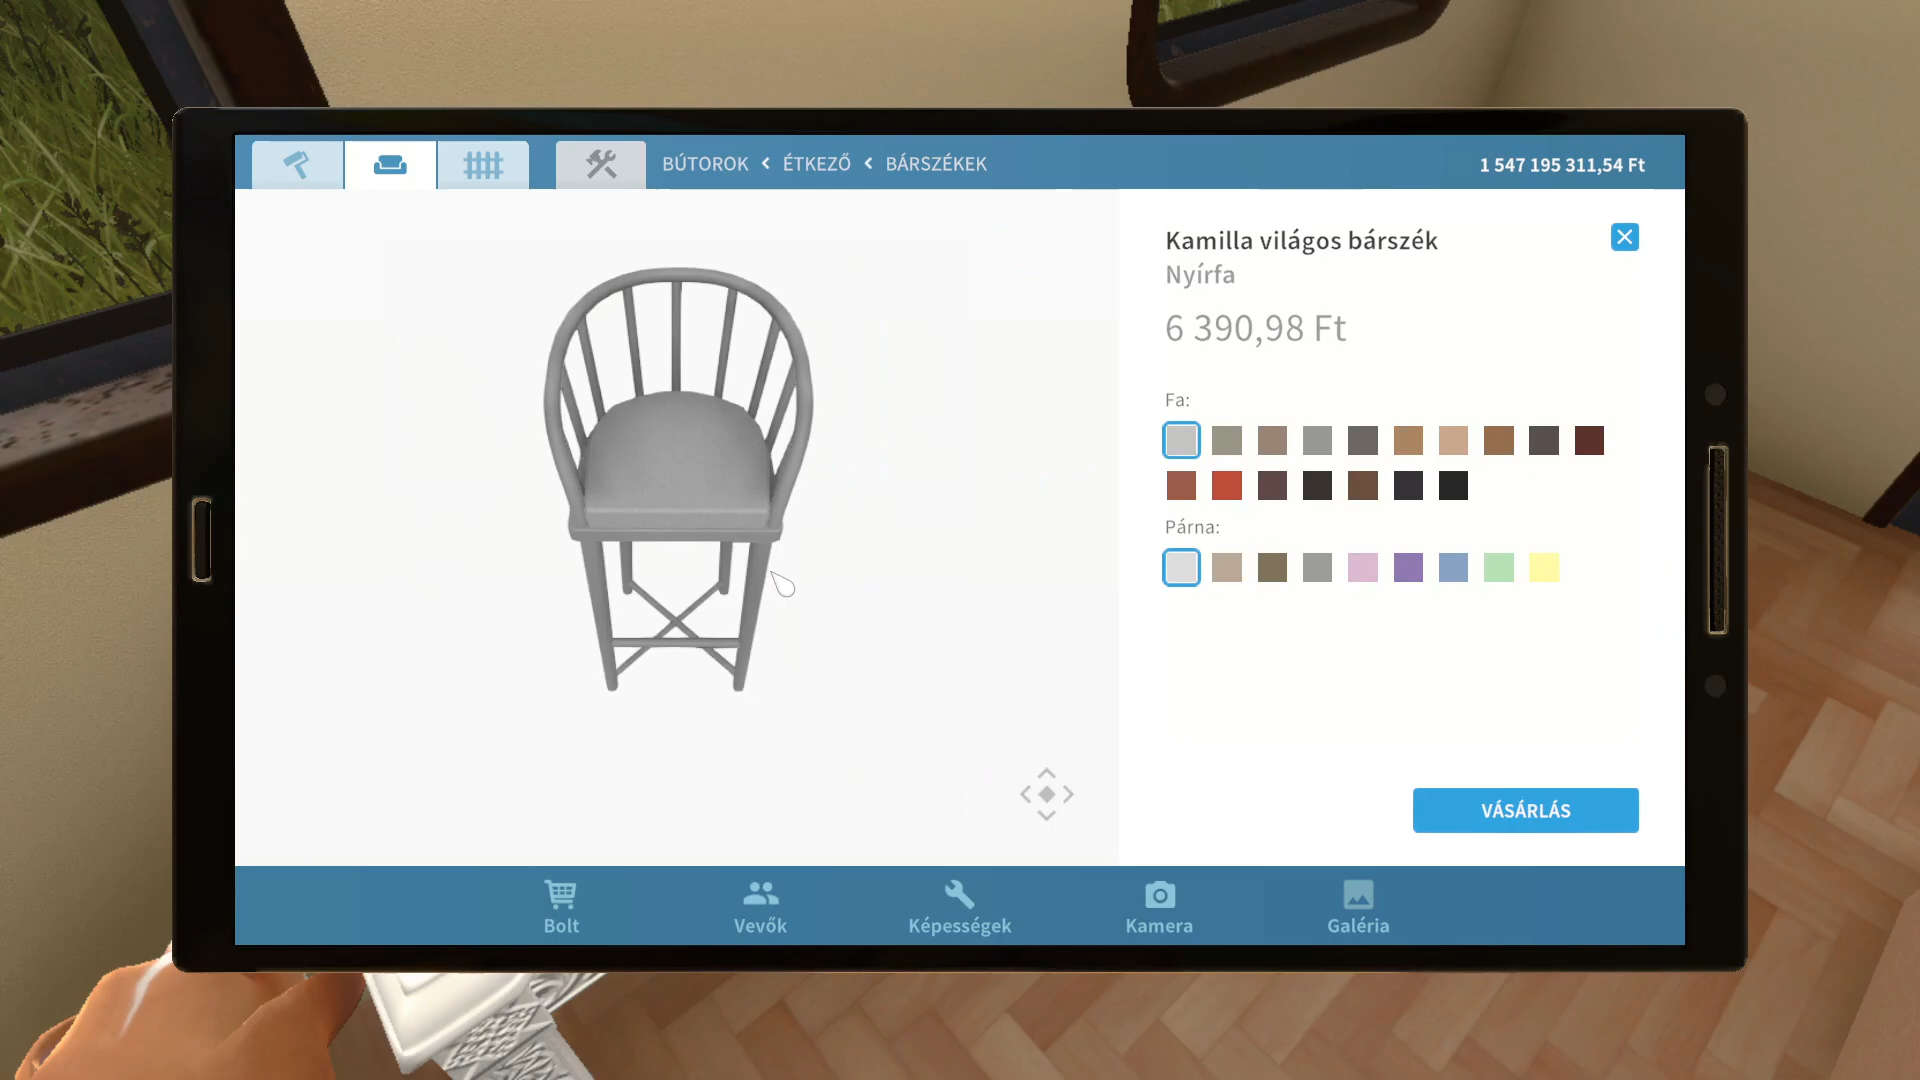 BÚTOROK < ÉTKEZŐ < BÁRSZÉKEK
1 547 195 311,54 Ft
Kamilla világos bárszék
Nyírfa
6 390,98 Ft
Fa:
Párna:
VÁSÁRLÁS
Bolt
Vevők
Képességek
Kamera
Galéria